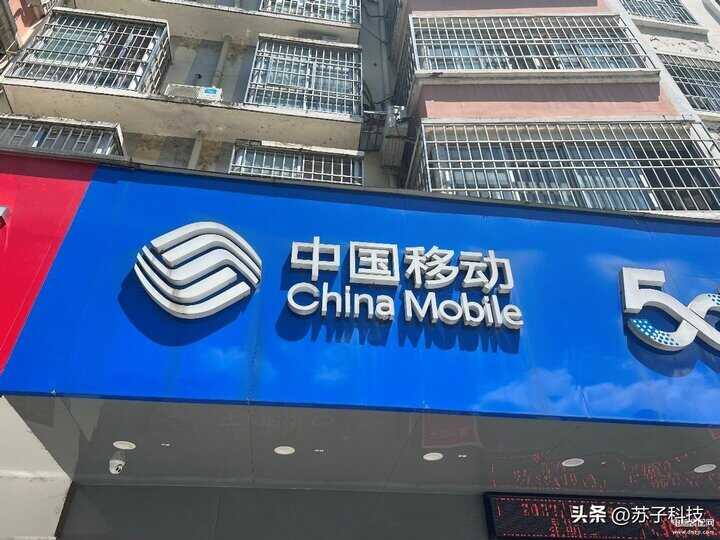 中国移动
China Mobile
5G
头条 @苏子科技